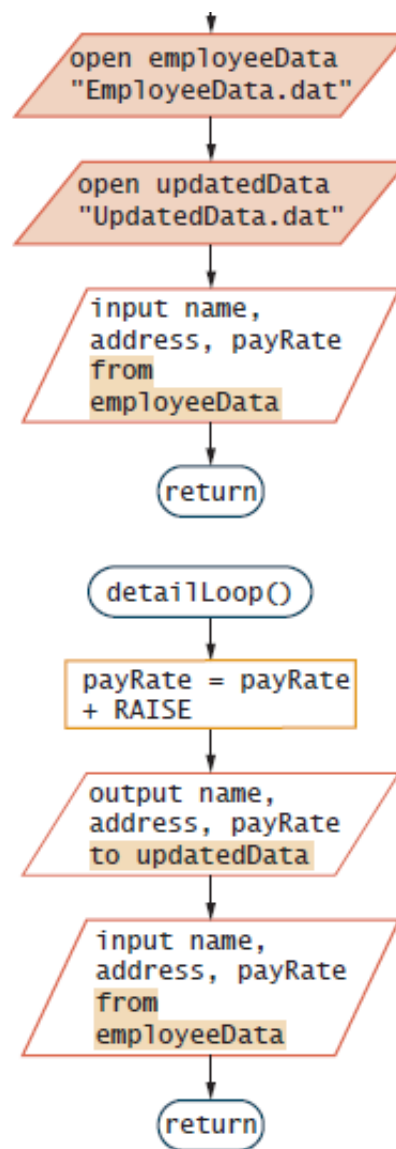 open employeeData
"EmployeeData.dat"
open updatedData
"UpdatedData.dat"
input name,
address, payRate
from
employeeData
return
detailLoop()
payRate = payRate
+ RAISE
output name,
address, payRate
to updatedData
input name,
address, payRate
from
employeeData
return